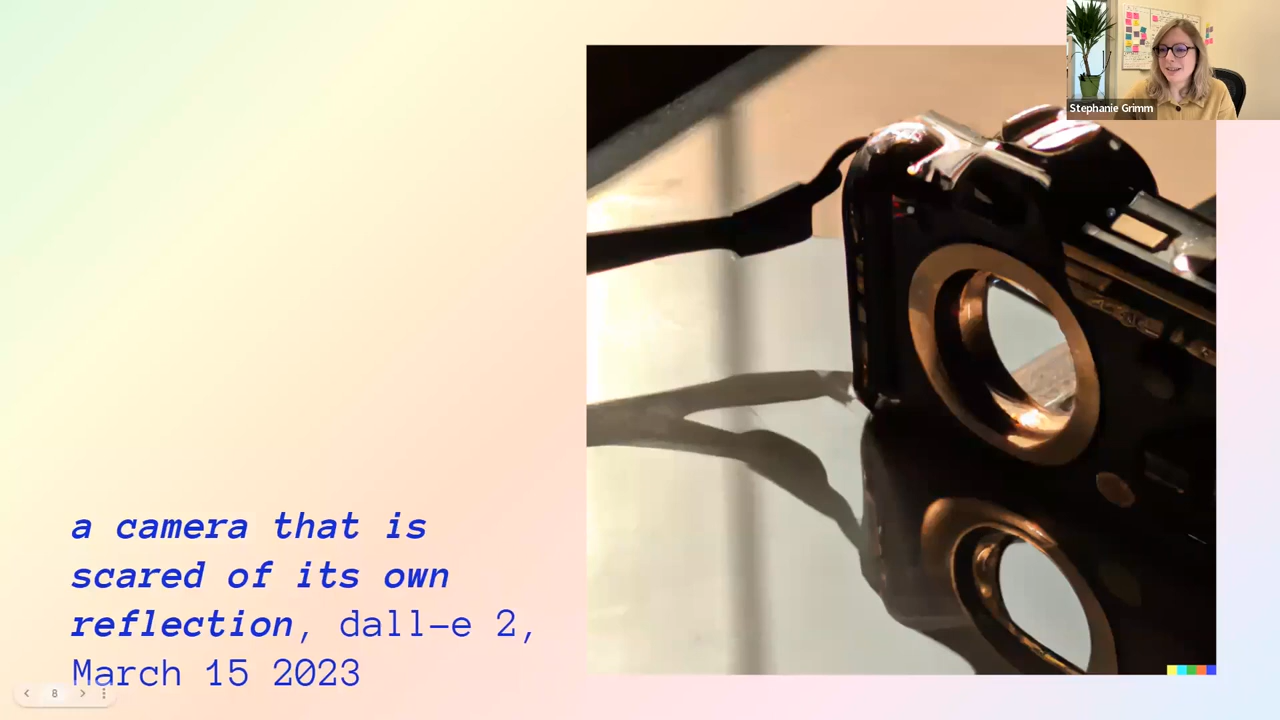 Stephanie Grimm
a camera that is
scared of its own
reflection, dall-e 2,
March 15 2023
8